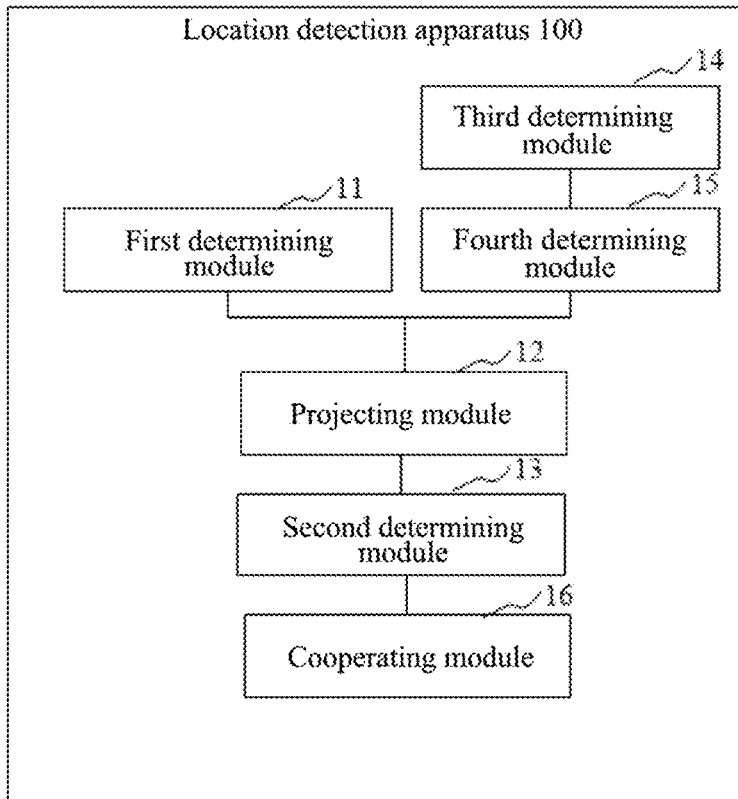 Location detection apparatus 100
14
Third determining
module
11
15
First determining
module
Fourth determining
module
12
Projecting module
13
Second determining
module
16
Cooperating module